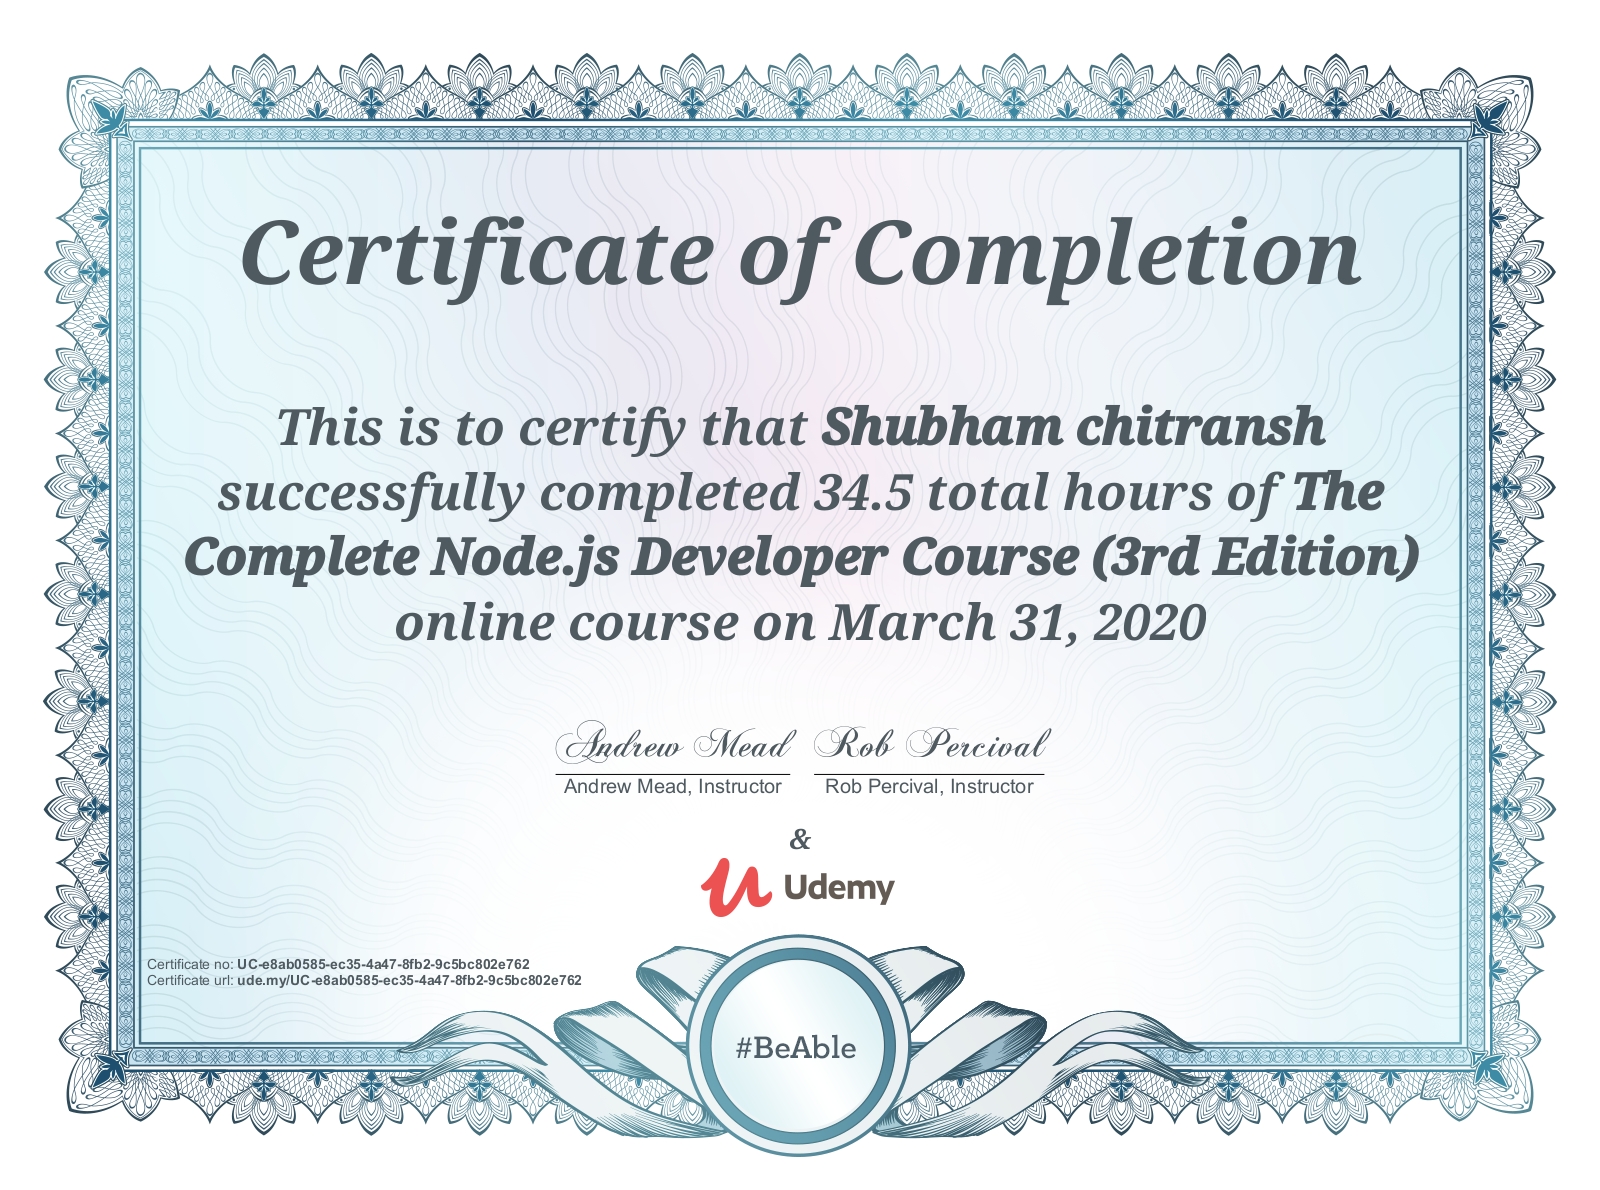 Certificate of Completion
This is to certify that Shubham chitransh
successfully completed 34.5 total hours of The
Complete Node.js Developer Course (3rd Edition)
online course on March 31, 2020
Andrew Mead Rob Percival
Andrew Mead, Instructor Rob Percival, Instructor
&
Udemy
Certificate no: UC-e8ab0585-ec35-4a47-8fb2-9c5bc802e762
Certificate url: ude.my/UC-e8ab0585-ec35-4a47-8fb2-9c5bc802e762
#BeAble